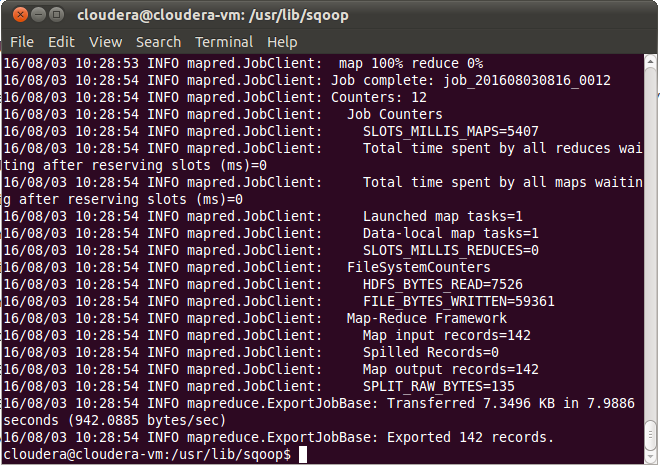 cloudera@cloudera-vm: /usr/lib/sqoop
File Edit View Search Terminal Help
16/08/03 10:28:53 INFO mapred.JobClient:  map 100% reduce 0%
16/08/03 10:28:54 INFO mapred.JobClient: Job complete: job_201608030816_0012
16/08/03 10:28:54 INFO mapred.JobClient: Counters: 12
16/08/03 10:28:54 INFO mapred.JobClient:   Job Counters
16/08/03 10:28:54 INFO mapred.JobClient:     SLOTS_MILLIS_MAPS=5407
16/08/03 10:28:54 INFO mapred.JobClient:     Total time spent by all reduces wai
ting after reserving slots (ms)=0
16/08/03 10:28:54 INFO mapred.JobClient:     Total time spent by all maps waitin
g after reserving slots (ms)=0
16/08/03 10:28:54 INFO mapred.JobClient:     Launched map tasks=1
16/08/03 10:28:54 INFO mapred.JobClient:     Data-local map tasks=1
16/08/03 10:28:54 INFO mapred.JobClient:     SLOTS_MILLIS_REDUCES=0
16/08/03 10:28:54 INFO mapred.JobClient:   FileSystemCounters
16/08/03 10:28:54 INFO mapred.JobClient:     HDFS_BYTES_READ=7526
16/08/03 10:28:54 INFO mapred.JobClient:     FILE_BYTES_WRITTEN=59361
16/08/03 10:28:54 INFO mapred.JobClient:   Map-Reduce Framework
16/08/03 10:28:54 INFO mapred.JobClient:     Map input records=142
16/08/03 10:28:54 INFO mapred.JobClient:     Spilled Records=0
16/08/03 10:28:54 INFO mapred.JobClient:     Map output records=142
16/08/03 10:28:54 INFO mapred.JobClient:     SPLIT_RAW_BYTES=135
16/08/03 10:28:54 INFO mapreduce.ExportJobBase: Transferred 7.3496 KB in 7.9886
seconds (942.0885 bytes/sec)
16/08/03 10:28:54 INFO mapreduce.ExportJobBase: Exported 142 records.
cloudera@cloudera-vm:/usr/lib/sqoop$